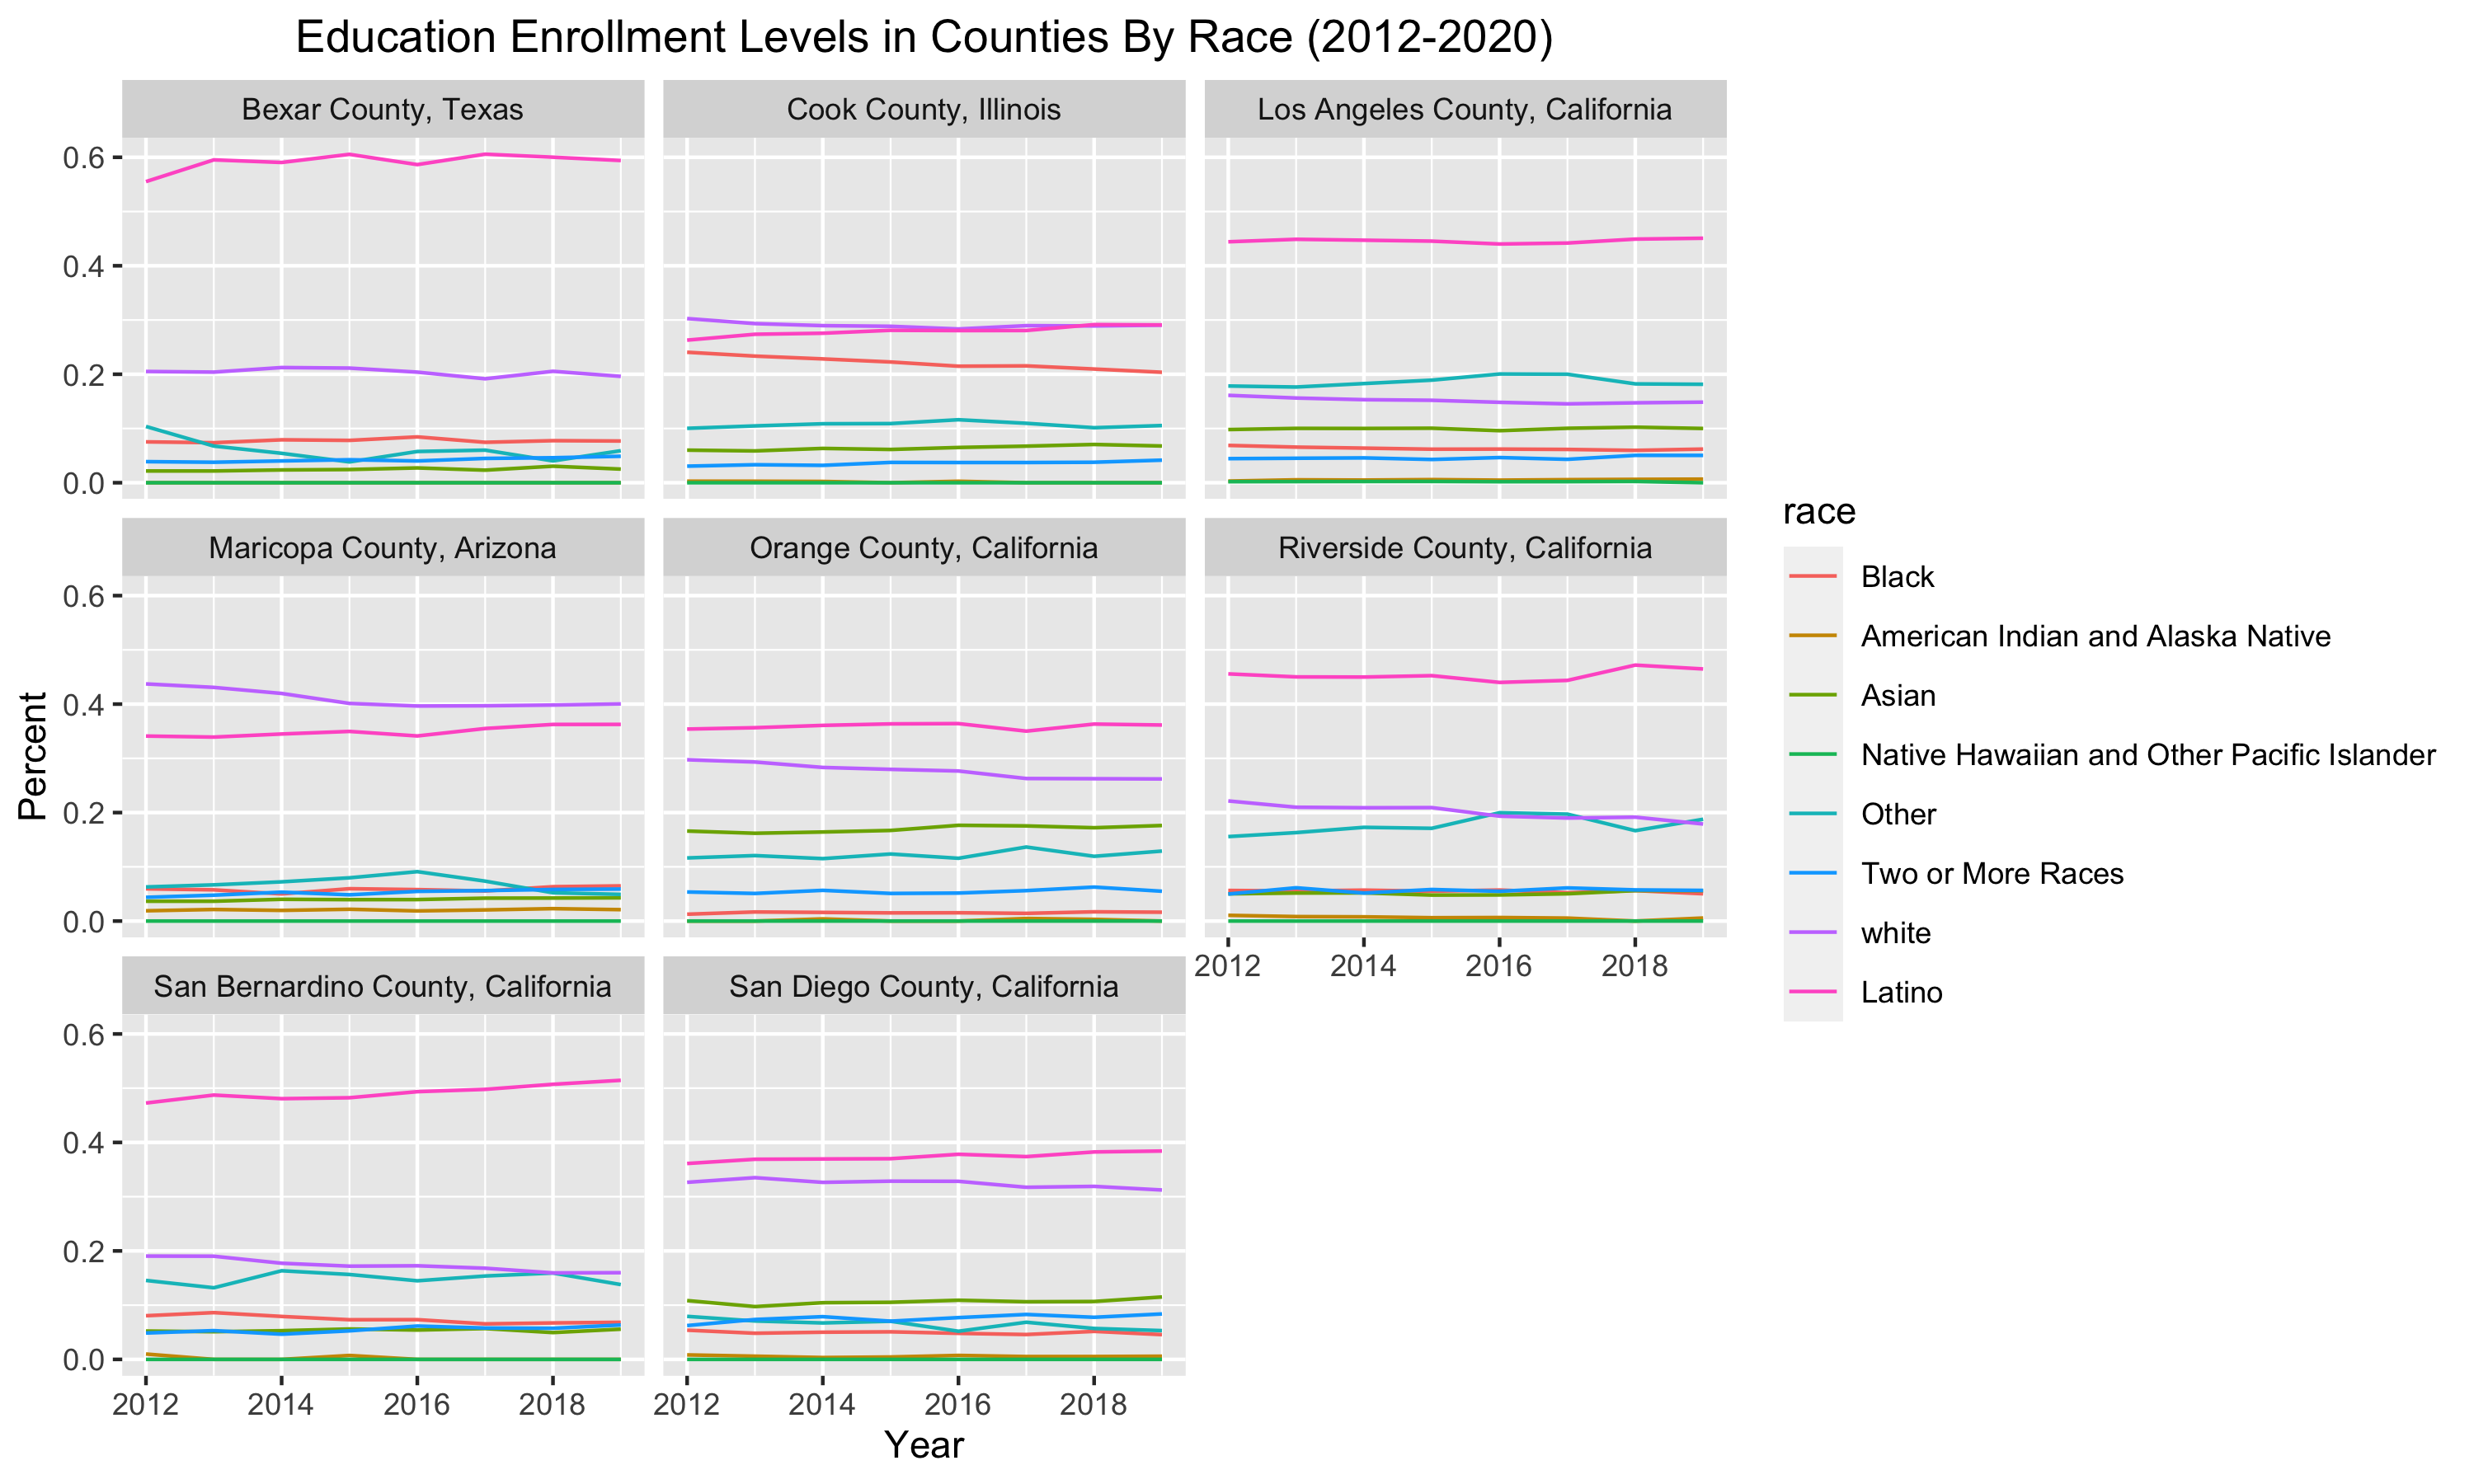 Education Enrollment Levels in Counties By Race (2012-2020)
Bexar County, Texas
Cook County, Illinois
Los Angeles County, California
0.6
0.4
0.2
0.0
Maricopa County, Arizona
Orange County, California
Riverside County, California
0.6
0.4
0.2
0.0
2012 2014 2016 2018
San Bernardino County, California
San Diego County, California
0.6
0.4
0.2
0.0
2012 2014 2016 2018
2012 2014 2016 2018
Percent
Year
race
Black
American Indian and Alaska Native
Asian
Native Hawaiian and Other Pacific Islander
Other
Two or More Races
white
Latino